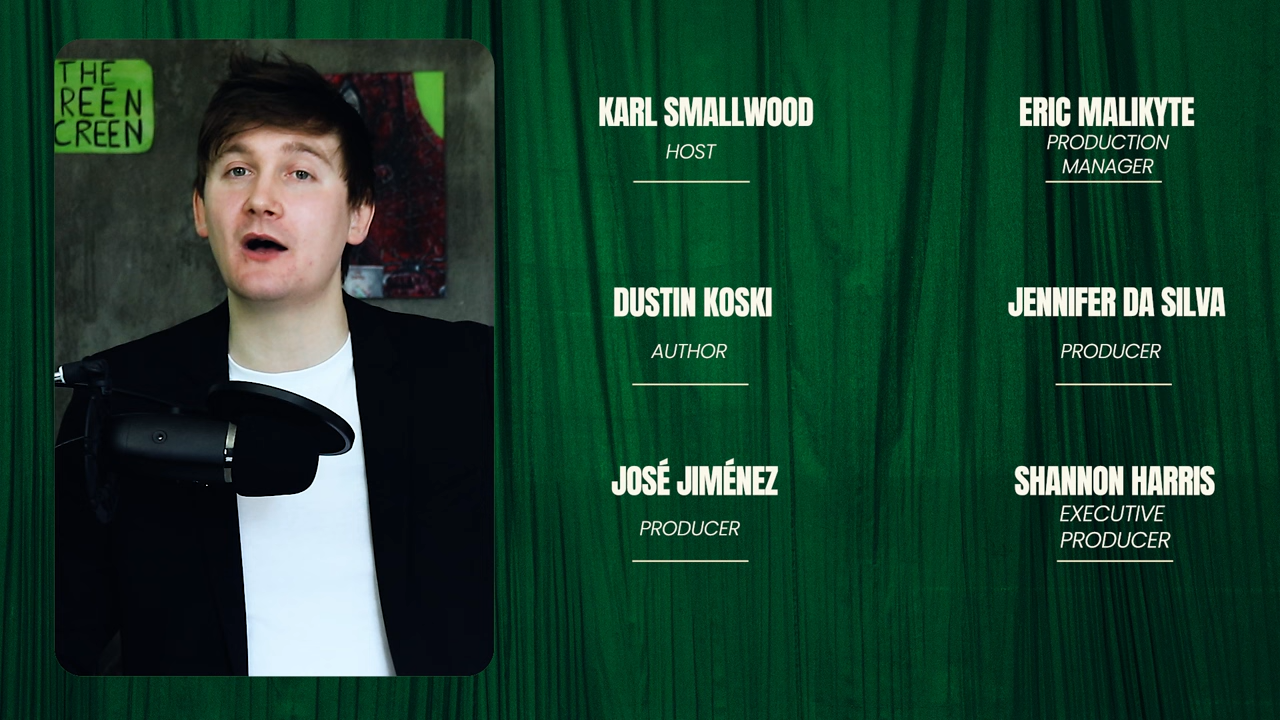 THE
REEN
CREEN
KARL SMALLWOOD
HOST
ERIC MALIKYTE
PRODUCTION
MANAGER
DUSTIN KOSKI
AUTHOR
JENNIFER DA SILVA
PRODUCER
JOSÉ JIMÉNEZ
PRODUCER
SHANNON HARRIS
EXECUTIVE
PRODUCER